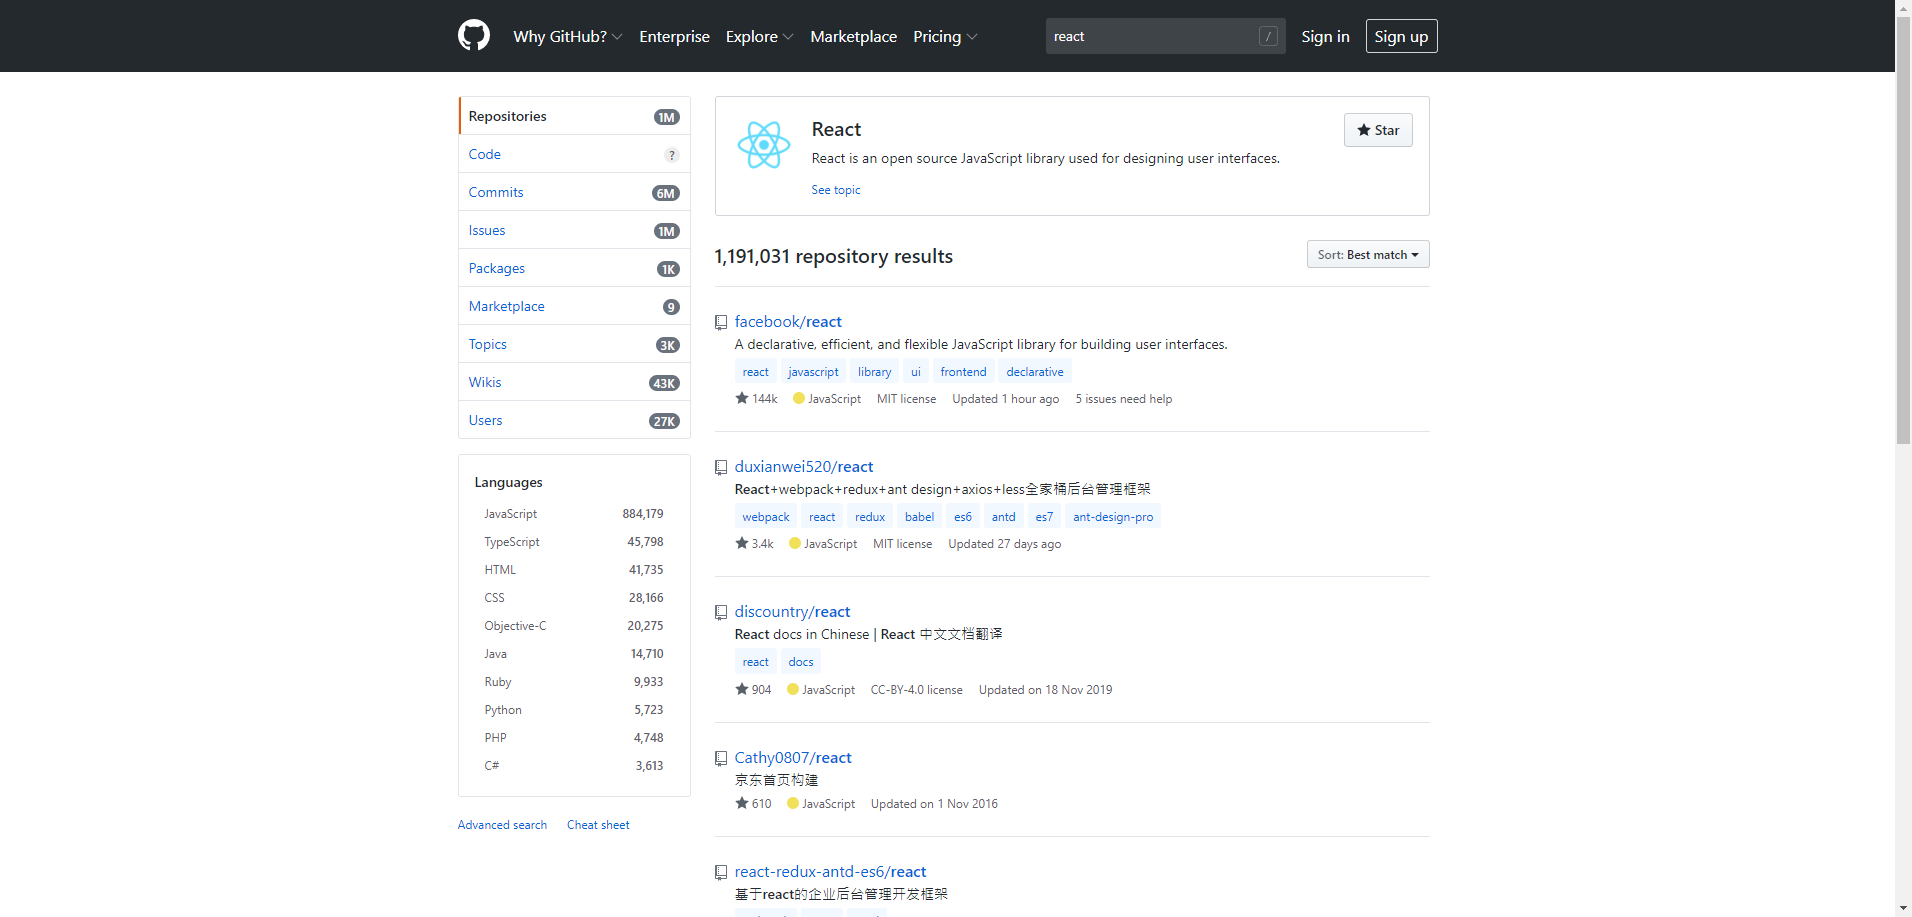 Why GitHub? Enterprise Explore Marketplace Pricing react / Sign in Sign up
Repositories 1M
Code ?
Commits 6M
Issues 1M
Packages 1K
Marketplace 9
Topics 3K
Wikis 43K
Users 27K
Languages
JavaScript 884,179
TypeScript 45,798
HTML 41,735
CSS 28,166
Objective-C 20,275
Java 14,710
Ruby 9,933
Python 5,723
PHP 4,748
C# 3,613
Advanced search Cheat sheet
React
Star
React is an open source JavaScript library used for designing user interfaces.
See topic
1,191,031 repository results
Sort: Best match
facebook/react
A declarative, efficient, and flexible JavaScript library for building user interfaces.
react javascript library ui frontend declarative
144k JavaScript MIT license Updated 1 hour ago 5 issues need help
duxianwei520/react
React+webpack+redux+ant design+axios+less全家桶后台管理框架
webpack react redux babel es6 antd es7 ant-design-pro
3.4k JavaScript MIT license Updated 27 days ago
discountry/react
React docs in Chinese | React 中文文档翻译
react docs
904 JavaScript CC-BY-4.0 license Updated on 18 Nov 2019
Cathy0807/react
京东首页构建
610 JavaScript Updated on 1 Nov 2016
react-redux-antd-es6/react
基于react的企业后台管理开发框架